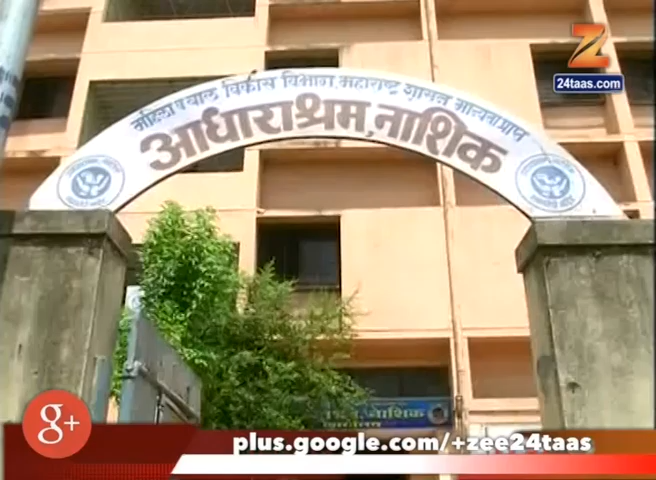 महिला व बाल विकास विभाग, महाराष्ट्र शासन मान्यताप्राप्त
आधाराश्रम,नाशिक
Z
24TAAS.COM
नाशिक
g+
plus.google.com/+zee24taas